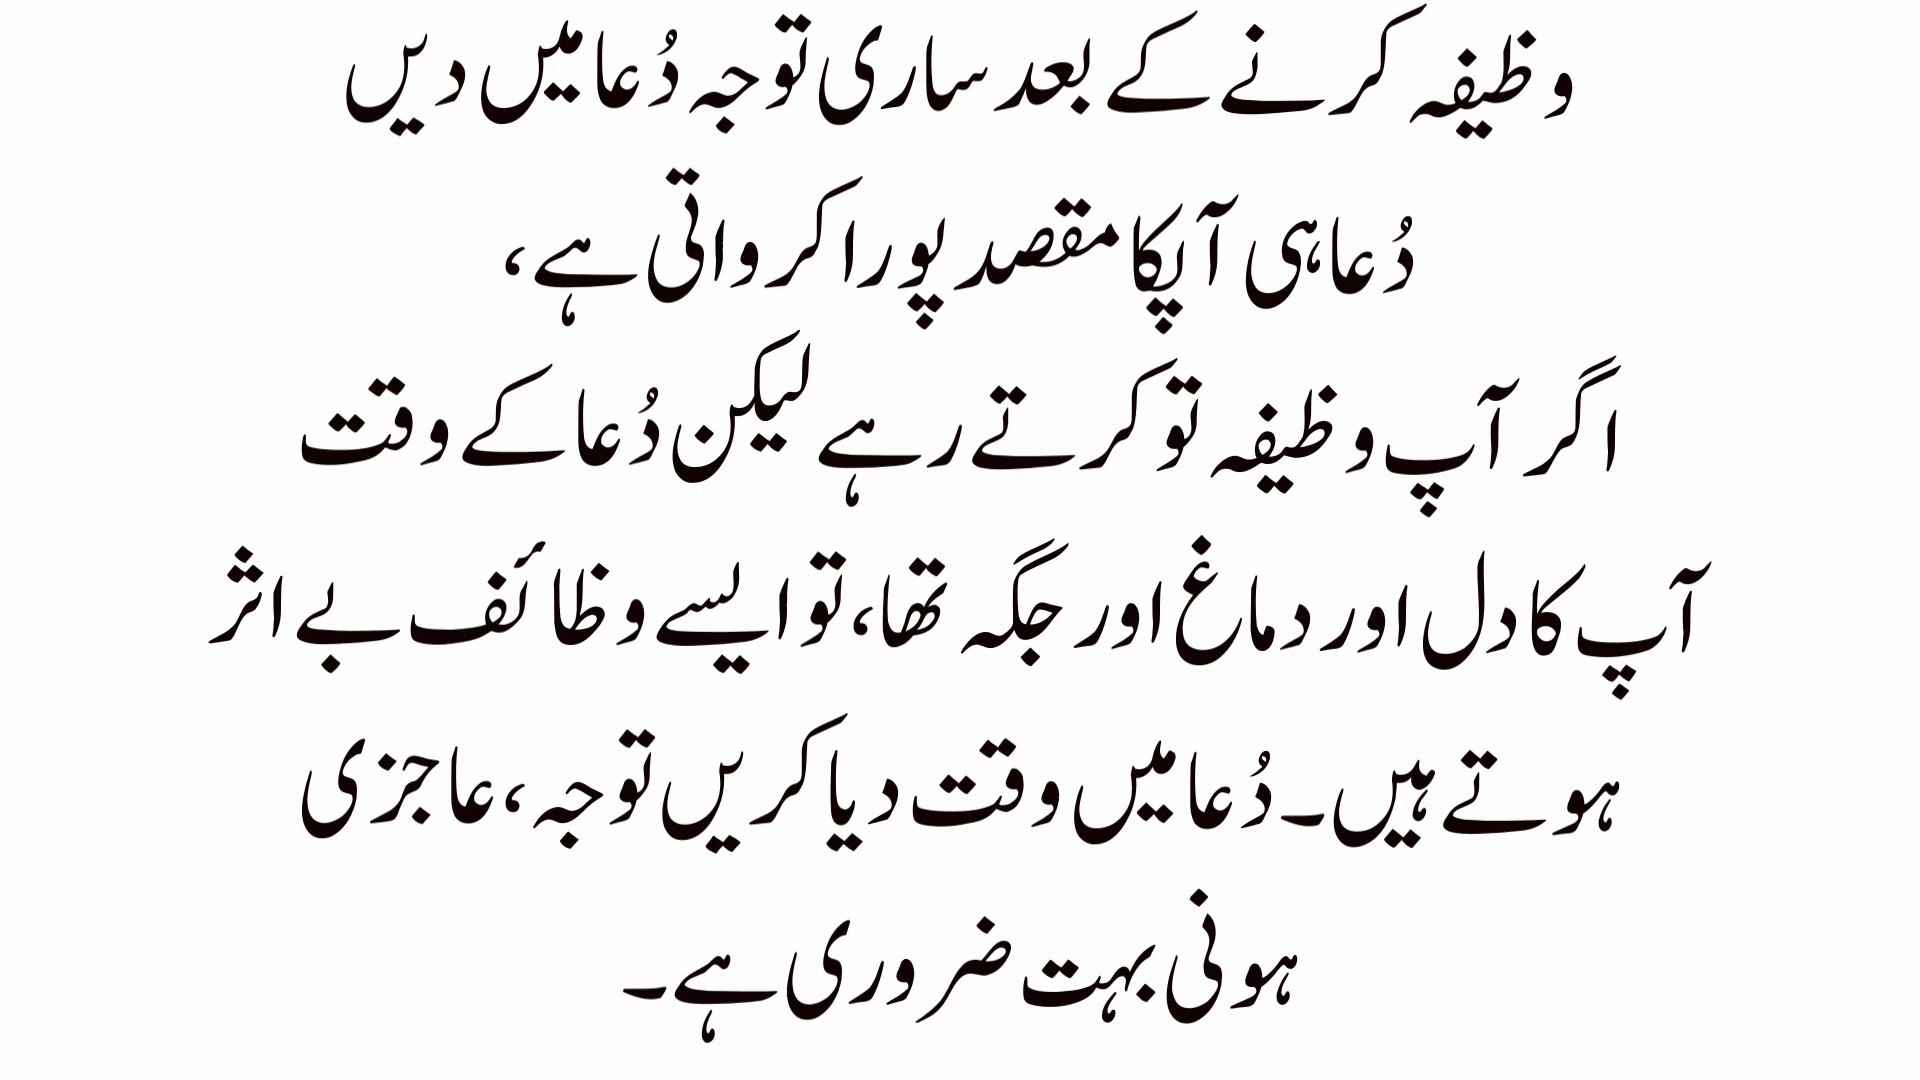 وظیفہ کرنے کے بعد ساری توجہ دُعا میں دیں
دُعا ہی آپکا مقصد پورا کرواتی ہے،
اگر آپ وظیفہ تو کرتے رہے لیکن دُعا کے وقت
آپ کا دل اور دماغ اور جگہ تھا، تو ایسے وظائف بے اثر
ہوتے ہیں۔ دُعا میں وقت دیا کریں توجہ، عاجزی
ہونی بہت ضروری ہے۔